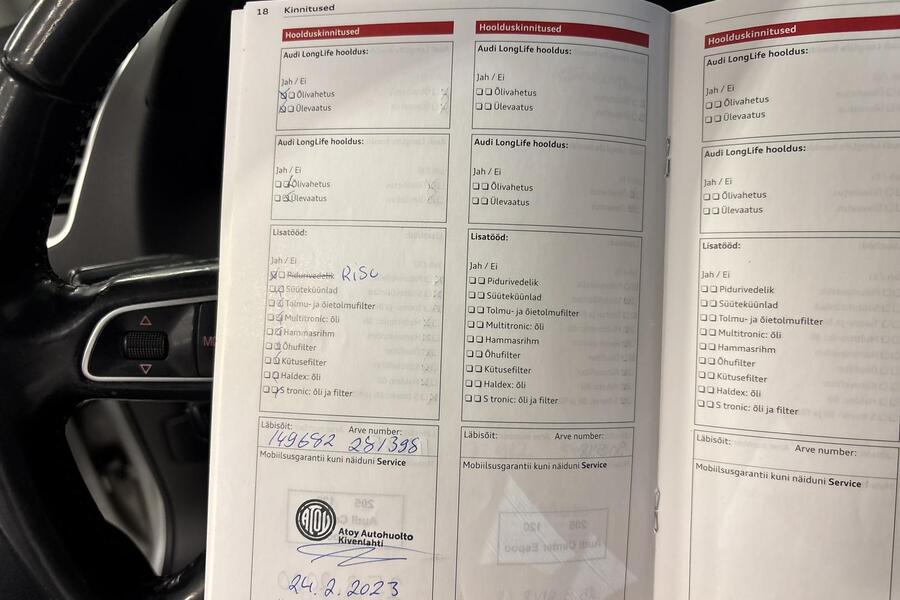 18 Kinnitused
Hoolduskinnitused
Audi LongLife hooldus:
Jah / Ei
Õlivahetus
Ülevaatus
Audi LongLife hooldus:
Jah / Ei
Õlivahetus
Ülevaatus
Lisatööd:
Jah / Ei
Pidurivedelik RISC
Süüteküünlad
Tolmu- ja õietolmufilter
Multitronic: õli
Hammasrihm
Õhufilter
Kütusefilter
Haldex: õli
S tronic: õli ja filter
Läbisõit: Arve number:
149682 281398
Mobiilsusgarantii kuni näiduni Service
ATOY
Atoy Autohuolto
Kivenlahti
24.2.2023
Hoolduskinnitused
Audi LongLife hooldus:
Jah / Ei
Õlivahetus
Ülevaatus
Audi LongLife hooldus:
Jah / Ei
Õlivahetus
Ülevaatus
Lisatööd:
Jah / Ei
Pidurivedelik
Süüteküünlad
Tolmu- ja õietolmufilter
Multitronic: õli
Hammasrihm
Õhufilter
Kütusefilter
Haldex: õli
S tronic: õli ja filter
Läbisõit: Arve number:
Mobiilsusgarantii kuni näiduni Service
Hoolduskinnitused
Audi LongLife hooldus:
Jah / Ei
Õlivahetus
Ülevaatus
Audi LongLife hooldus:
Jah / Ei
Õlivahetus
Ülevaatus
Lisatööd:
Jah / Ei
Pidurivedelik
Süüteküünlad
Tolmu- ja õietolmufilter
Multitronic: õli
Hammasrihm
Õhufilter
Kütusefilter
Haldex: õli
S tronic: õli ja filter
Läbisõit: Arve number:
Mobiilsusgarantii kuni näiduni Service